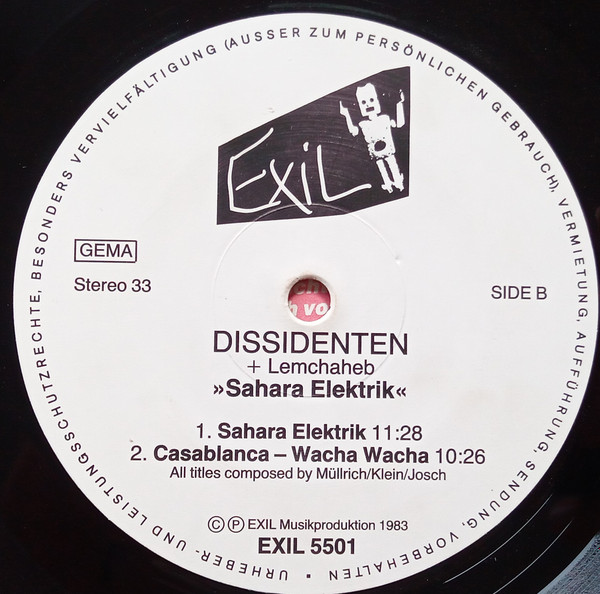 URHEBER- UND LEISTUNGSSCHUTZRECHTE, BESONDERS VERVIELFÄLTIGUNG (AUSSER ZUM PERSÖNLICHEN GEBRAUCH), VERMIETUNG, AUFFÜHRUNG, SENDUNG, VORBEHALTEN •
EXIL
GEMA
Stereo 33
SIDE B
vo
DISSIDENTEN
+ Lemchaheb
»Sahara Elektrik«
1. Sahara Elektrik 11:28
2. Casablanca – Wacha Wacha 10:26
All titles composed by Müllrich/Klein/Josch
© ℗ EXIL Musikproduktion 1983
EXIL 5501